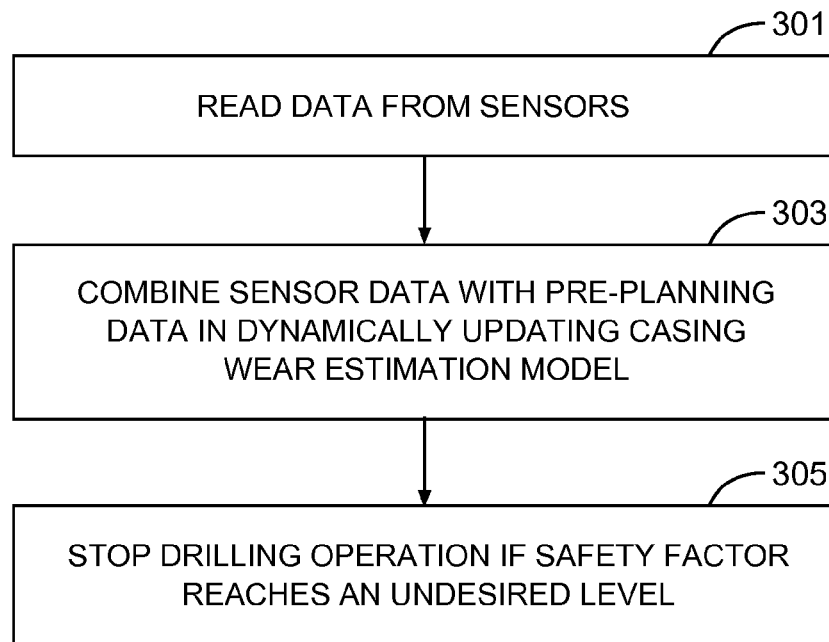 301
READ DATA FROM SENSORS
303
COMBINE SENSOR DATA WITH PRE-PLANNING
DATA IN DYNAMICALLY UPDATING CASING
WEAR ESTIMATION MODEL
305
STOP DRILLING OPERATION IF SAFETY FACTOR
REACHES AN UNDESIRED LEVEL